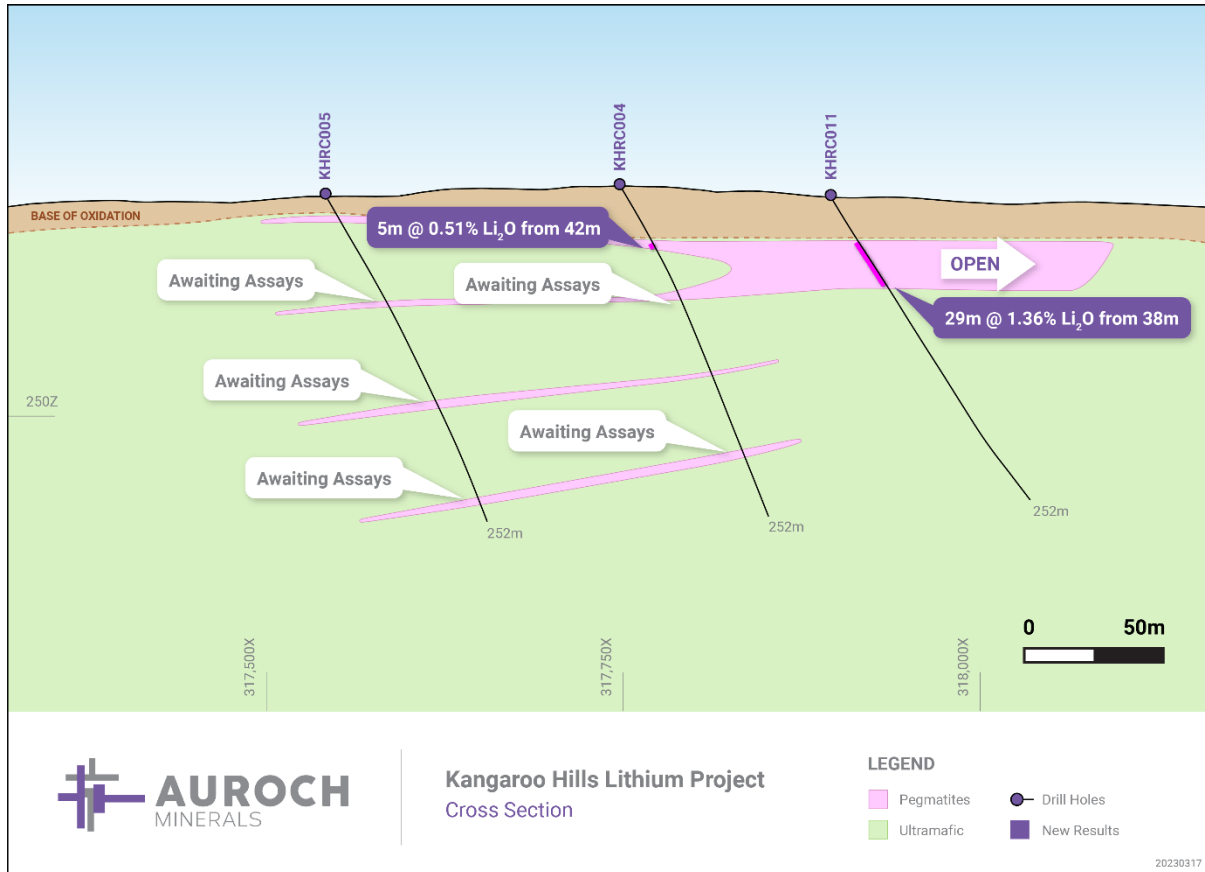 KHRC005
KHRC004
KHRC011
BASE OF OXIDATION
5m @ 0.51% Li₂O from 42m
OPEN
Awaiting Assays
Awaiting Assays
29m @ 1.36% Li₂O from 38m
Awaiting Assays
250Z
Awaiting Assays
Awaiting Assays
252m
252m
252m
0 50m
317,500X
317,750X
318,000X
AUROCH
MINERALS
Kangaroo Hills Lithium Project
Cross Section
LEGEND
Pegmatites
Drill Holes
Ultramafic
New Results
20230317